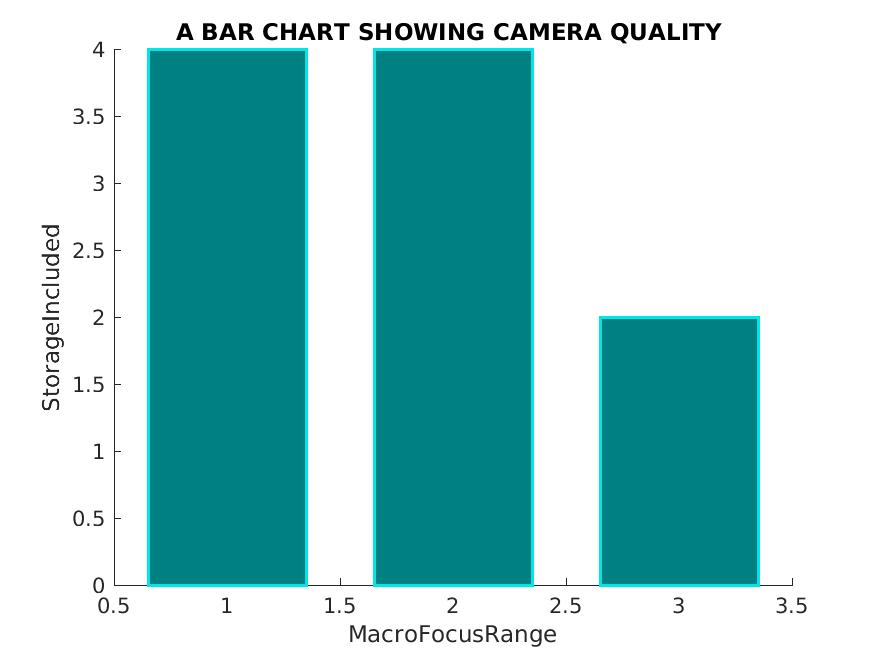 A BAR CHART SHOWING CAMERA QUALITY
4
3.5
3
2.5
2
1.5
1
0.5
0
StorageIncluded
0.5 1 1.5 2 2.5 3 3.5
MacroFocusRange